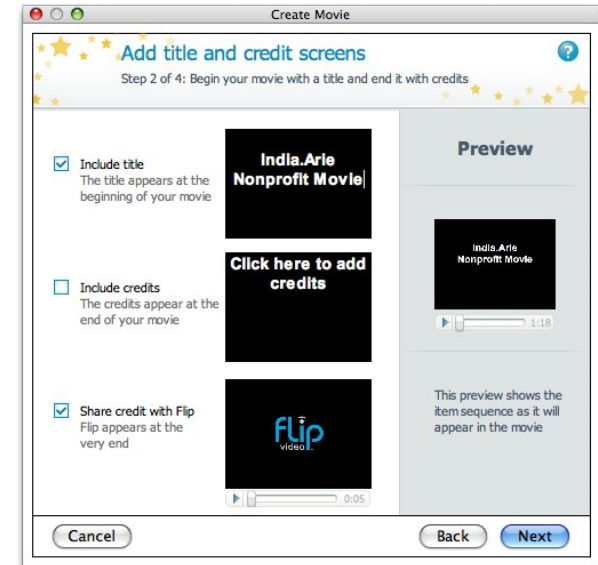 Create Movie
Add title and credit screens
?
Step 2 of 4: Begin your movie with a title and end it with credits
Include title
The title appears at the
beginning of your movie
India.Arie
Nonprofit Movie
Preview
India.Arie
Nonprofit Movie
1:18
Include credits
The credits appear at the
end of your movie
Click here to add
credits
Share credit with Flip
Flip appears at the
very end
flip
video
0:05
This preview shows the
item sequence as it will
appear in the movie
Cancel
Back
Next